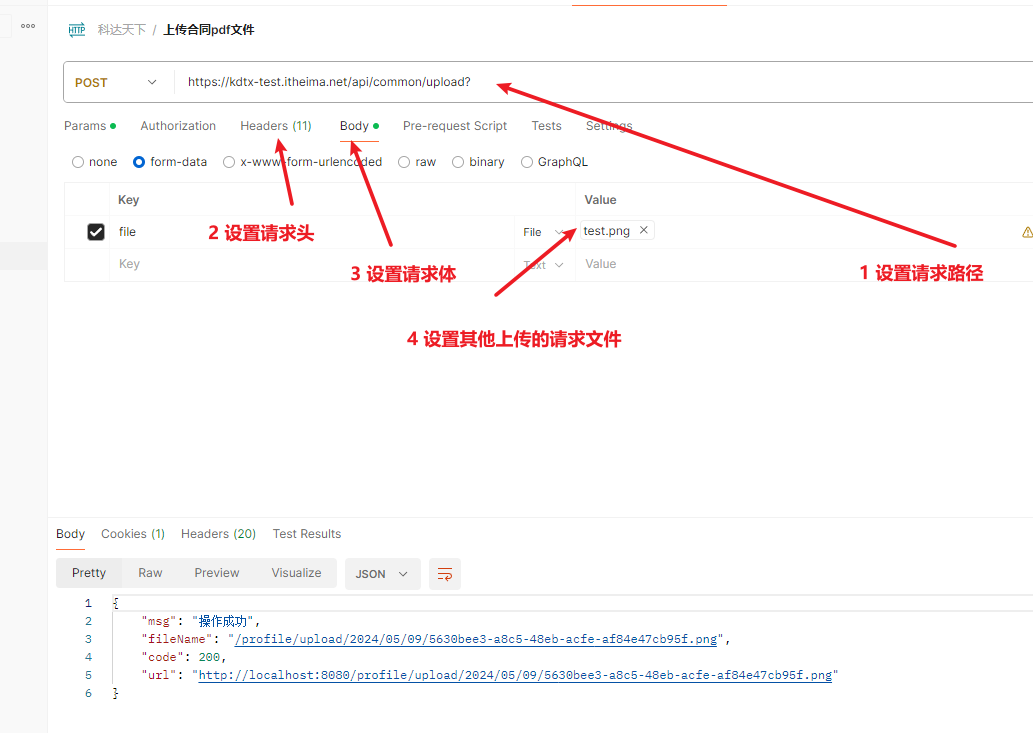 HTTP 科达天下 / 上传合同pdf文件
POST https://kdtx-test.itheima.net/api/common/upload?
Params Authorization Headers (11) Body Pre-request Script Tests Settings
none form-data x-www-form-urlencoded raw binary GraphQL
Key Value
file File test.png
Key Text Value
2 设置请求头
3 设置请求体
1 设置请求路径
4 设置其他上传的请求文件
Body Cookies (1) Headers (20) Test Results
Pretty Raw Preview Visualize JSON
1 {
2 "msg": "操作成功",
3 "fileName": "/profile/upload/2024/05/09/5630bee3-a8c5-48eb-acfe-af84e47cb95f.png",
4 "code": 200,
5 "url": "http://localhost:8080/profile/upload/2024/05/09/5630bee3-a8c5-48eb-acfe-af84e47cb95f.png"
6 }